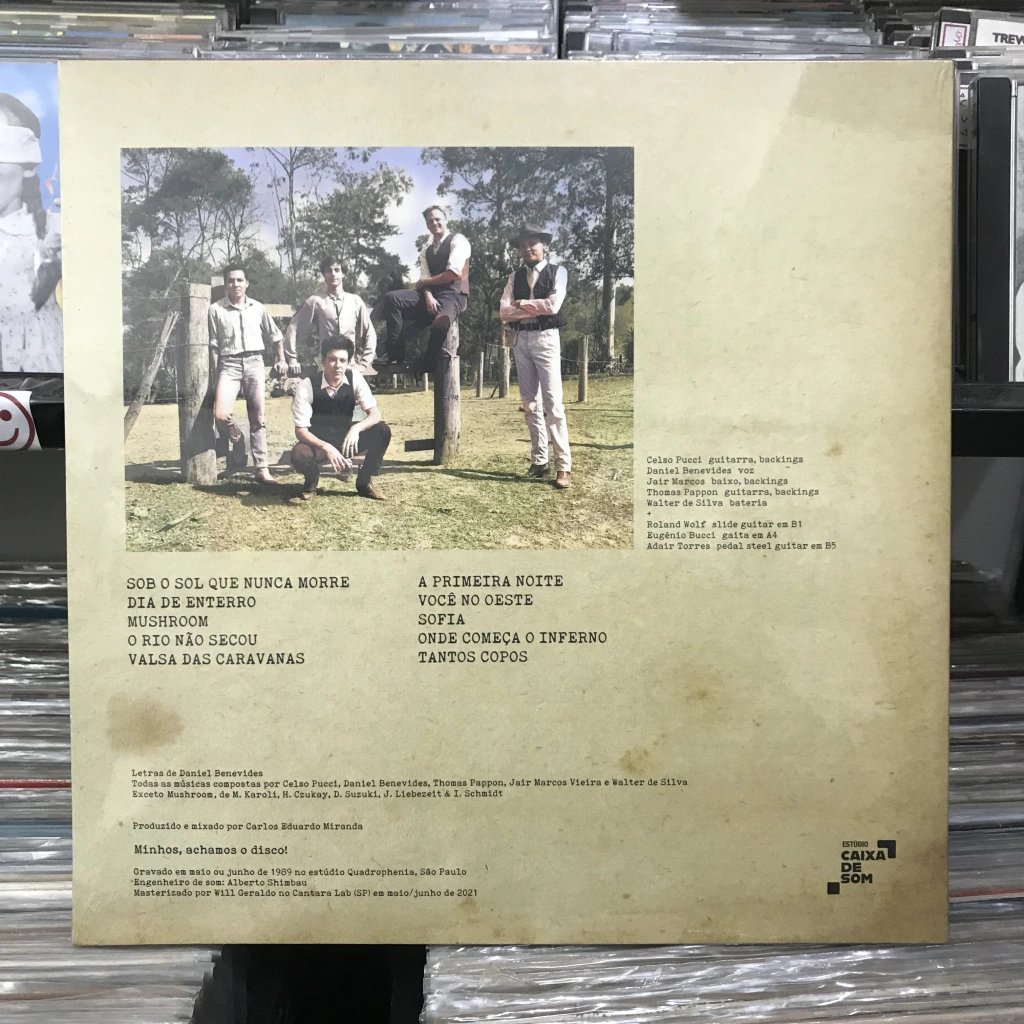 TREV
Celso Pucci guitarra, backings
Daniel Benevides voz
Jair Marcos baixo, backings
Thomas Pappon guitarra, backings
Walter de Silva bateria
+
Roland Wolf slide guitar em B1
Eugênio Bucci gaita em A4
Adair Torres pedal steel guitar em B5
SOB O SOL QUE NUNCA MORRE
DIA DE ENTERRO
MUSHROOM
O RIO NÃO SECOU
VALSA DAS CARAVANAS
A PRIMEIRA NOITE
VOCÊ NO OESTE
SOFIA
ONDE COMEÇA O INFERNO
TANTOS COPOS
Letras de Daniel Benevides
Todas as músicas compostas por Celso Pucci, Daniel Benevides, Thomas Pappon, Jair Marcos Vieira e Walter de Silva
Exceto Mushroom, de M. Karoli, H. Czukay, D. Suzuki, J. Liebezeit & I. Schmidt
Produzido e mixado por Carlos Eduardo Miranda
Minhos, achamos o disco!
Gravado em maio ou junho de 1989 no estúdio Quadrophenia, São Paulo
Engenheiro de som: Alberto Shimbau
Masterizado por Will Geraldo no Cantara Lab (SP) em maio/junho de 2021
ESTÚDIO
CAIXA
DE
SOM